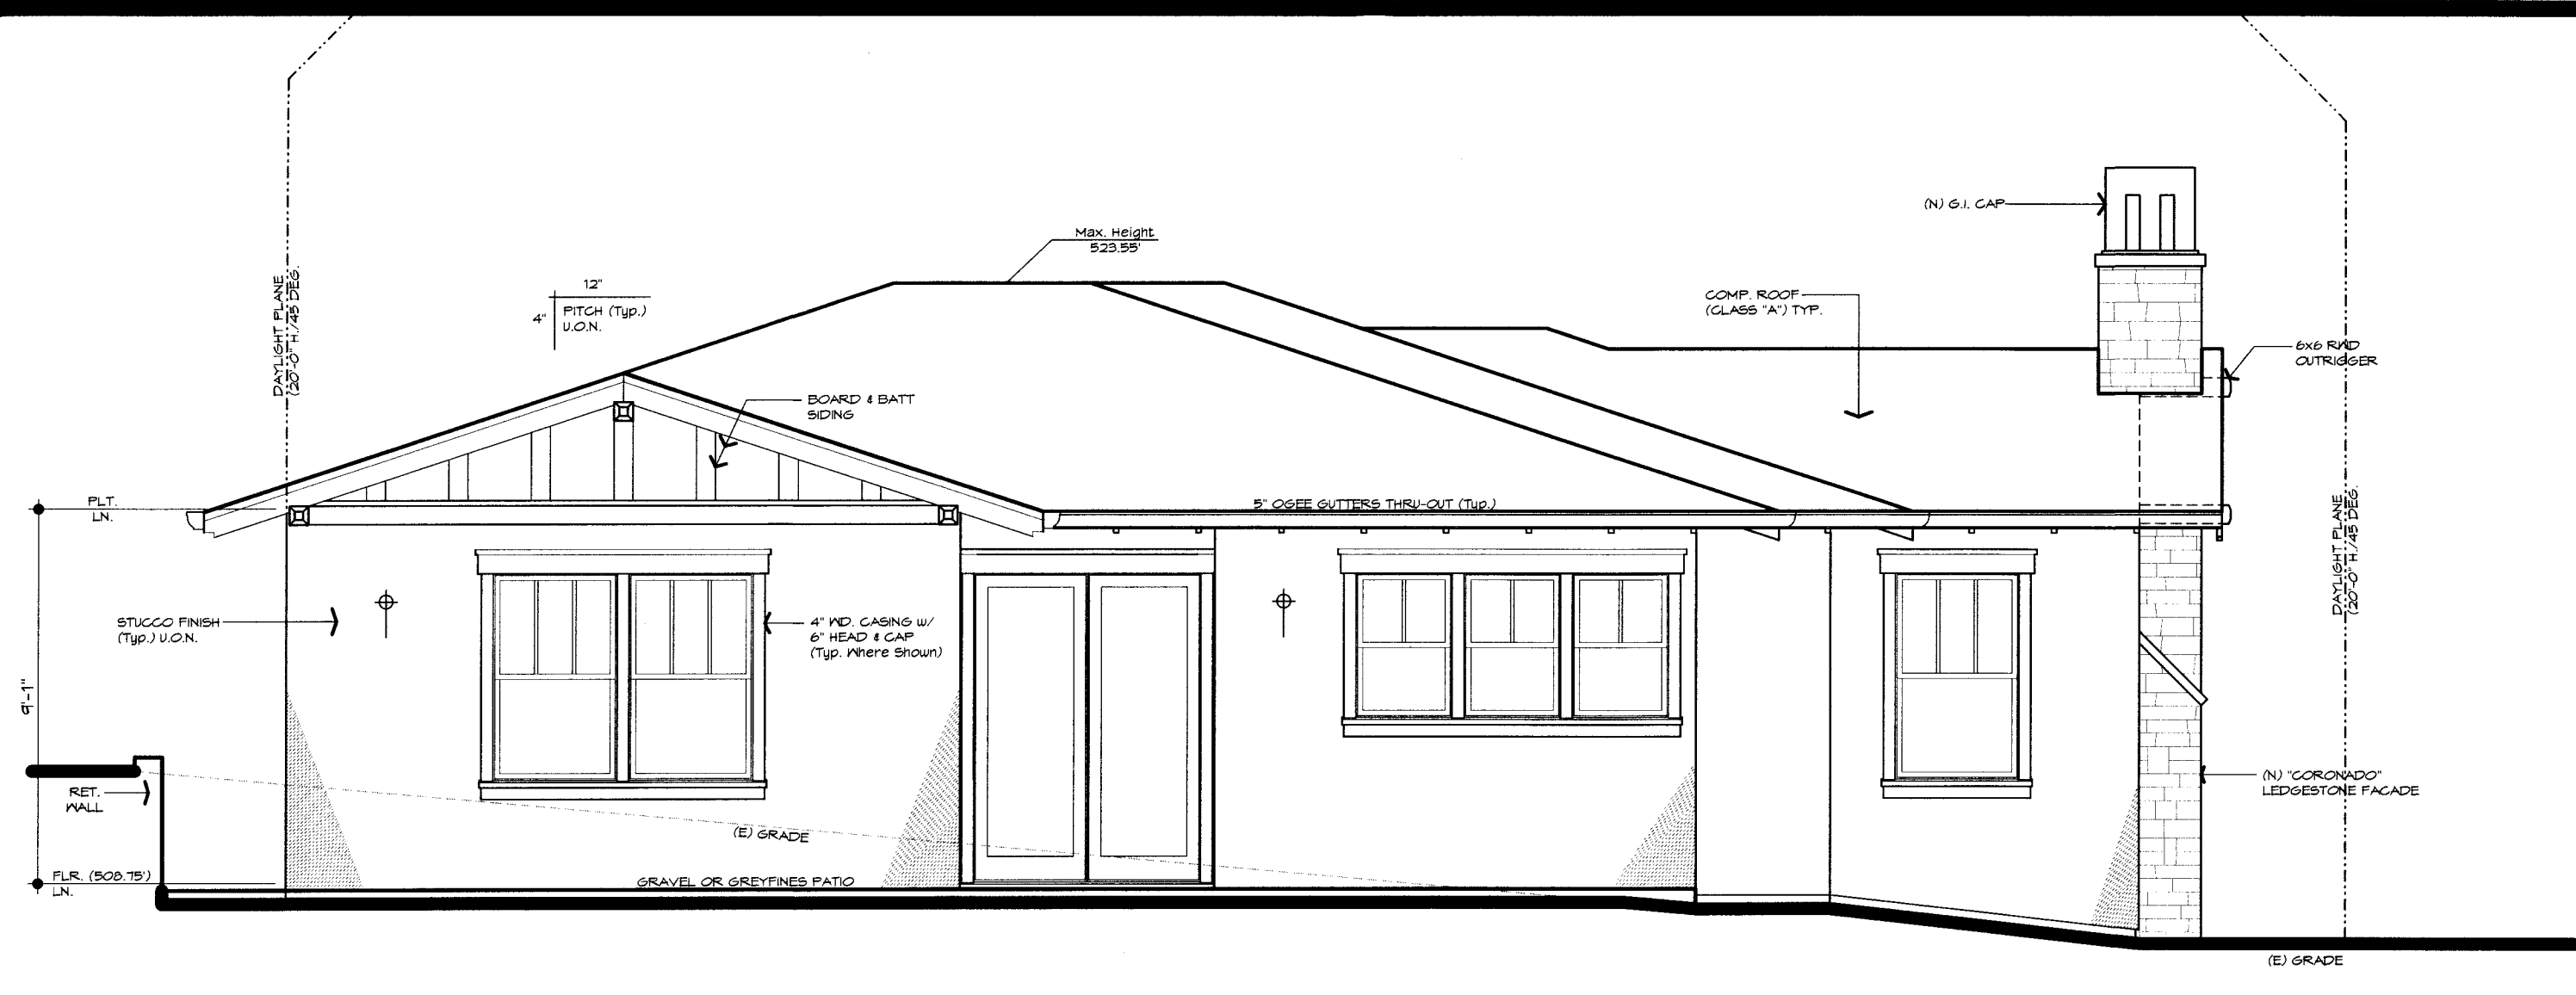 Max. Height
523.55'
(N) G.I. CAP
DAYLIGHT PLANE
(20'-0" H./45 DEG.
12"
4"
PITCH (Typ.)
U.O.N.
COMP. ROOF
(CLASS "A") TYP.
6x6 RWD
OUTRIGGER
BOARD & BATT
SIDING
PLT.
LN.
5" OGEE GUTTERS THRU-OUT (Typ.)
DAYLIGHT PLANE
(20'-0" H./45 DEG.
STUCCO FINISH
(Typ.) U.O.N.
4" WD. CASING W/
6" HEAD & CAP
(Typ. Where Shown)
9'-1"
RET.
WALL
(N) "CORONADO"
LEDGESTONE FACADE
(E) GRADE
FLR. (508.75')
LN.
GRAVEL OR GREYFINES PATIO
(E) GRADE